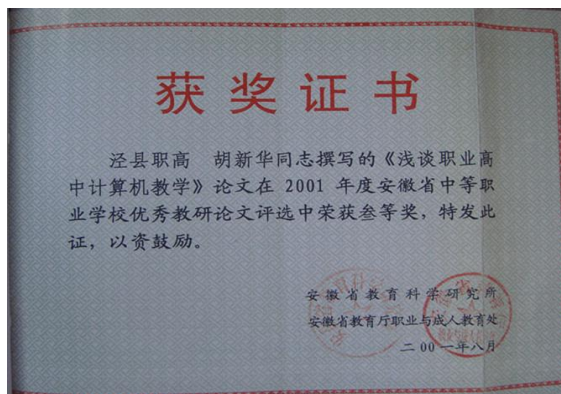 获奖证书
泾县职高 胡新华同志撰写的《浅谈职业高
中计算机教学》论文在 2001 年度安徽省中等职
业学校优秀教研论文评选中荣获叁等奖，特发此
证，以资鼓励。
安徽省教育科学研究所
安徽省教育厅职业与成人教育处
二00一年八月